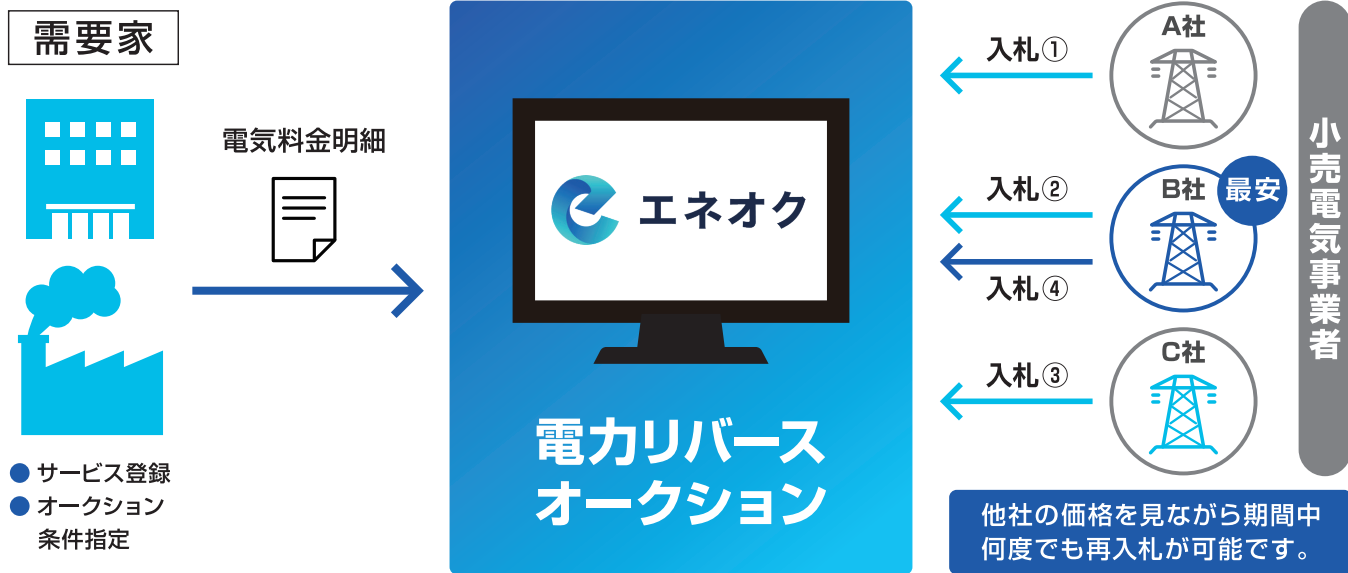 需要家
電気料金明細
サービス登録
オークション
条件指定
エネオク
電力リバース
オークション
入札①
A社
入札②
B社
最安
入札④
入札③
C社
小売電気事業者
他社の価格を見ながら期間中
何度でも再入札が可能です。